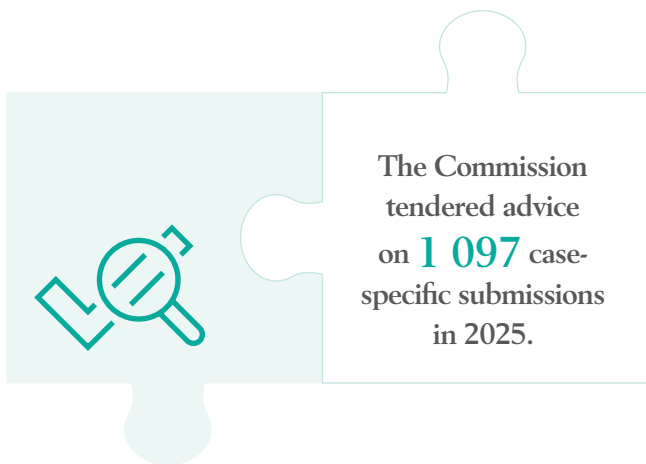 The Commission
tendered advice
on 1 097 case-
specific submissions
in 2025.